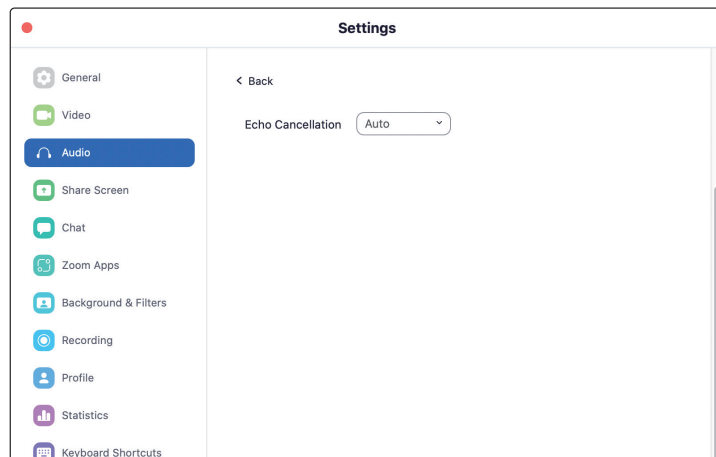 Settings
General
Video
Audio
Share Screen
Chat
Zoom Apps
Background & Filters
Recording
Profile
Statistics
Keyboard Shortcuts
Back
Echo Cancellation Auto